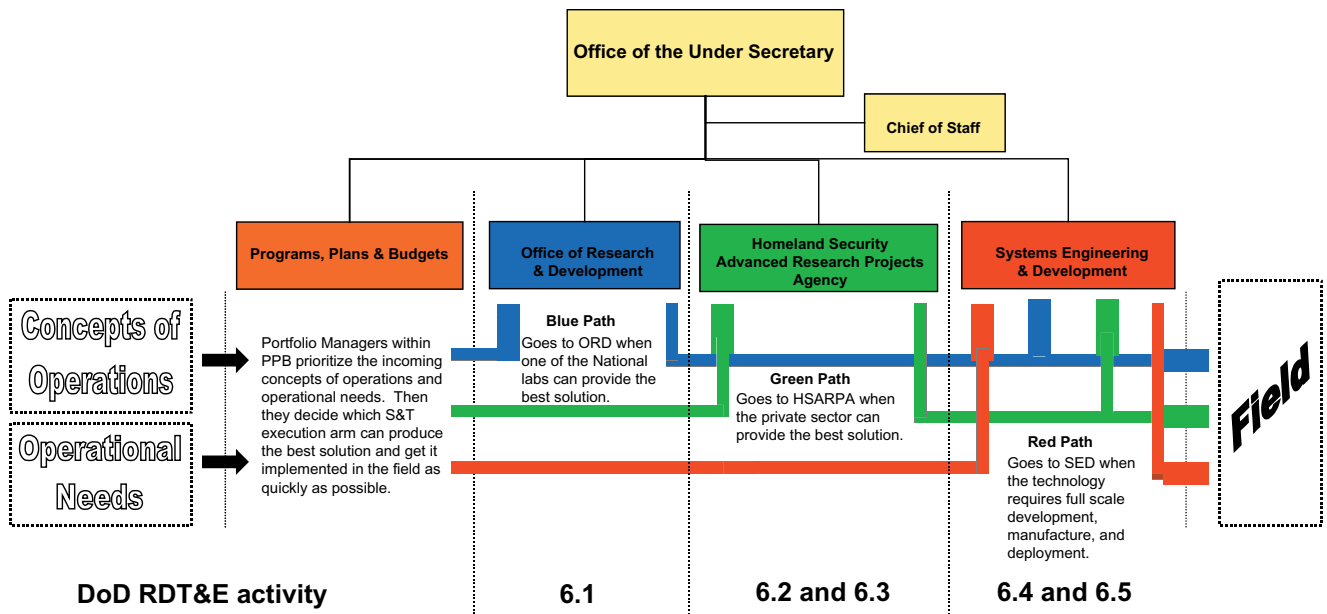 Office of the Under Secretary
Chief of Staff
Programs, Plans & Budgets
Office of Research
& Development
Homeland Security
Advanced Research Projects
Agency
Systems Engineering
& Development
Concepts of
Operations
Operational
Needs
Portfolio Managers within
PPB prioritize the incoming
concepts of operations and
operational needs.  Then
they decide which S&T
execution arm can produce
the best solution and get it
implemented in the field as
quickly as possible.
Blue Path
Goes to ORD when
one of the National
labs can provide the
best solution.
Green Path
Goes to HSARPA when
the private sector can
provide the best solution.
Red Path
Goes to SED when
the technology
requires full scale
development,
manufacture, and
deployment.
Field
DoD RDT&E activity
6.1
6.2 and 6.3
6.4 and 6.5